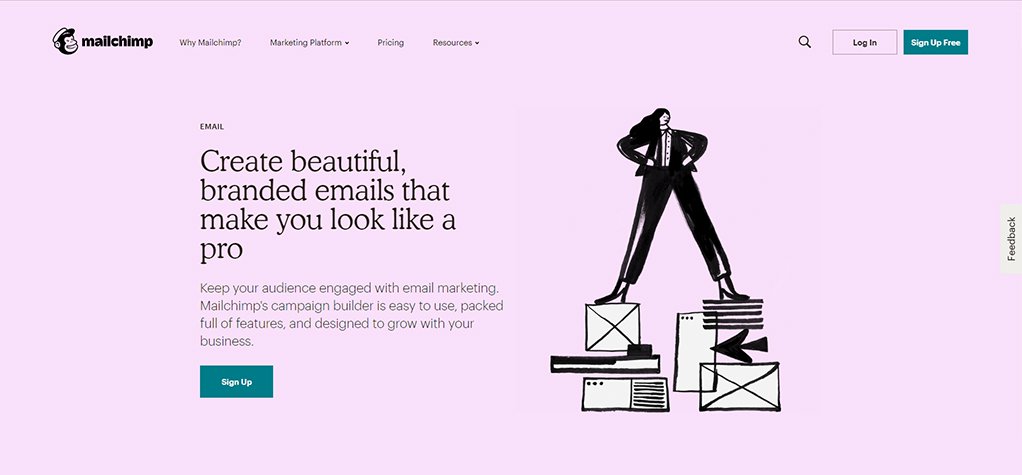 mailchimp
Why Mailchimp?
Marketing Platform
Pricing
Resources
Log In
Sign Up Free
EMAIL
Create beautiful,
branded emails that
make you look like a
pro
Keep your audience engaged with email marketing.
Mailchimp's campaign builder is easy to use, packed
full of features, and designed to grow with your
business.
Sign Up
Feedback